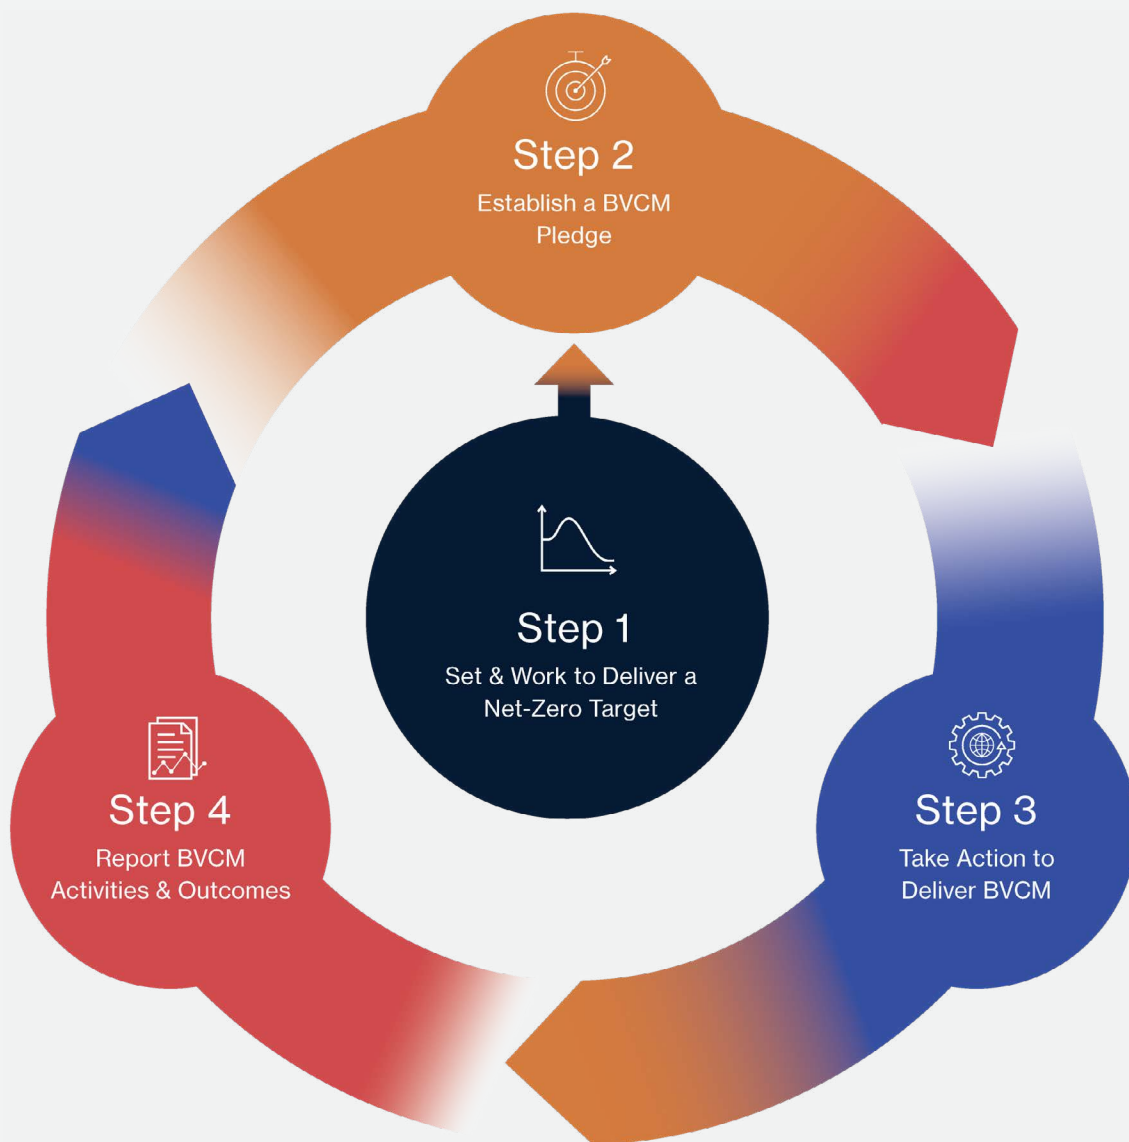 Step 2
Establish a BVCM
Pledge
Step 1
Set & Work to Deliver a
Net-Zero Target
Step 4
Report BVCM
Activities & Outcomes
Step 3
Take Action to
Deliver BVCM